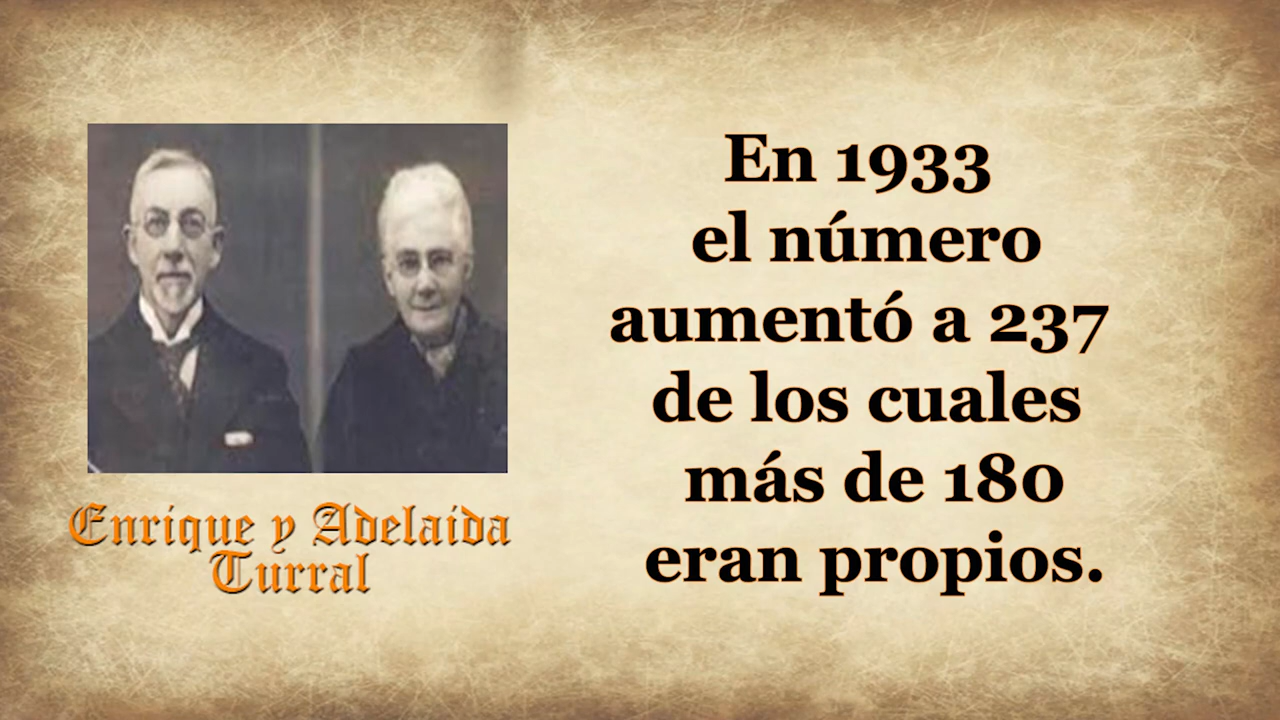 En 1933
el número
aumentó a 237
de los cuales
más de 180
eran propios.
Enrique y Adelaida
Turral